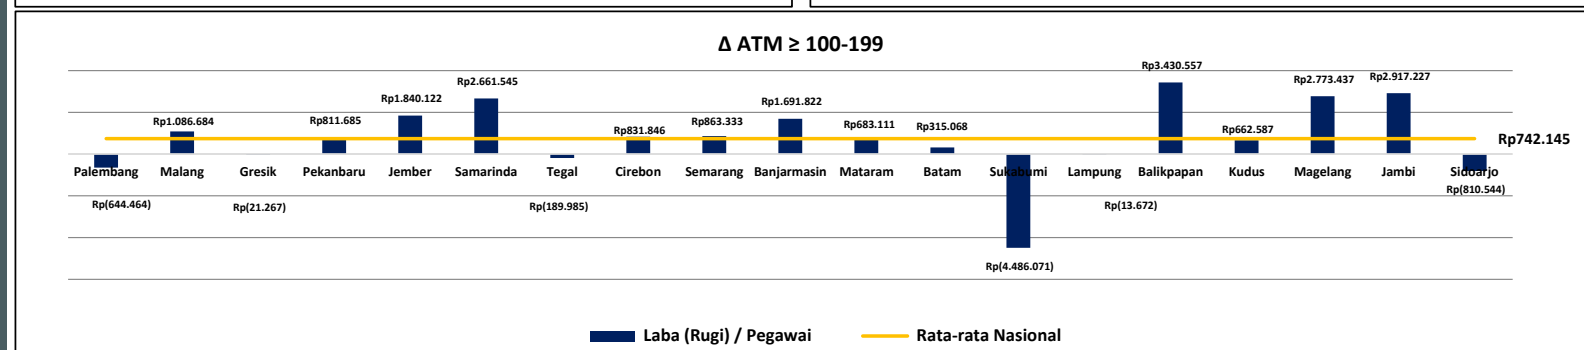 Δ ATM ≥ 100-199
Rp3.430.557
Rp2.661.545 Rp2.773.437 Rp2.917.227
Rp1.840.122
Rp1.691.822
Rp1.086.684 Rp811.685 Rp831.846 Rp863.333 Rp683.111 Rp315.068 Rp662.587
Rp742.145
Palembang Malang Gresik Pekanbaru Jember Samarinda Tegal Cirebon Semarang Banjarmasin Mataram Batam Sukabumi Lampung Balikpapan Kudus Magelang Jambi Sidoarjo
Rp(644.464) Rp(21.267) Rp(189.985) Rp(13.672) Rp(810.544)
Rp(4.486.071)
Laba (Rugi) / Pegawai Rata-rata Nasional